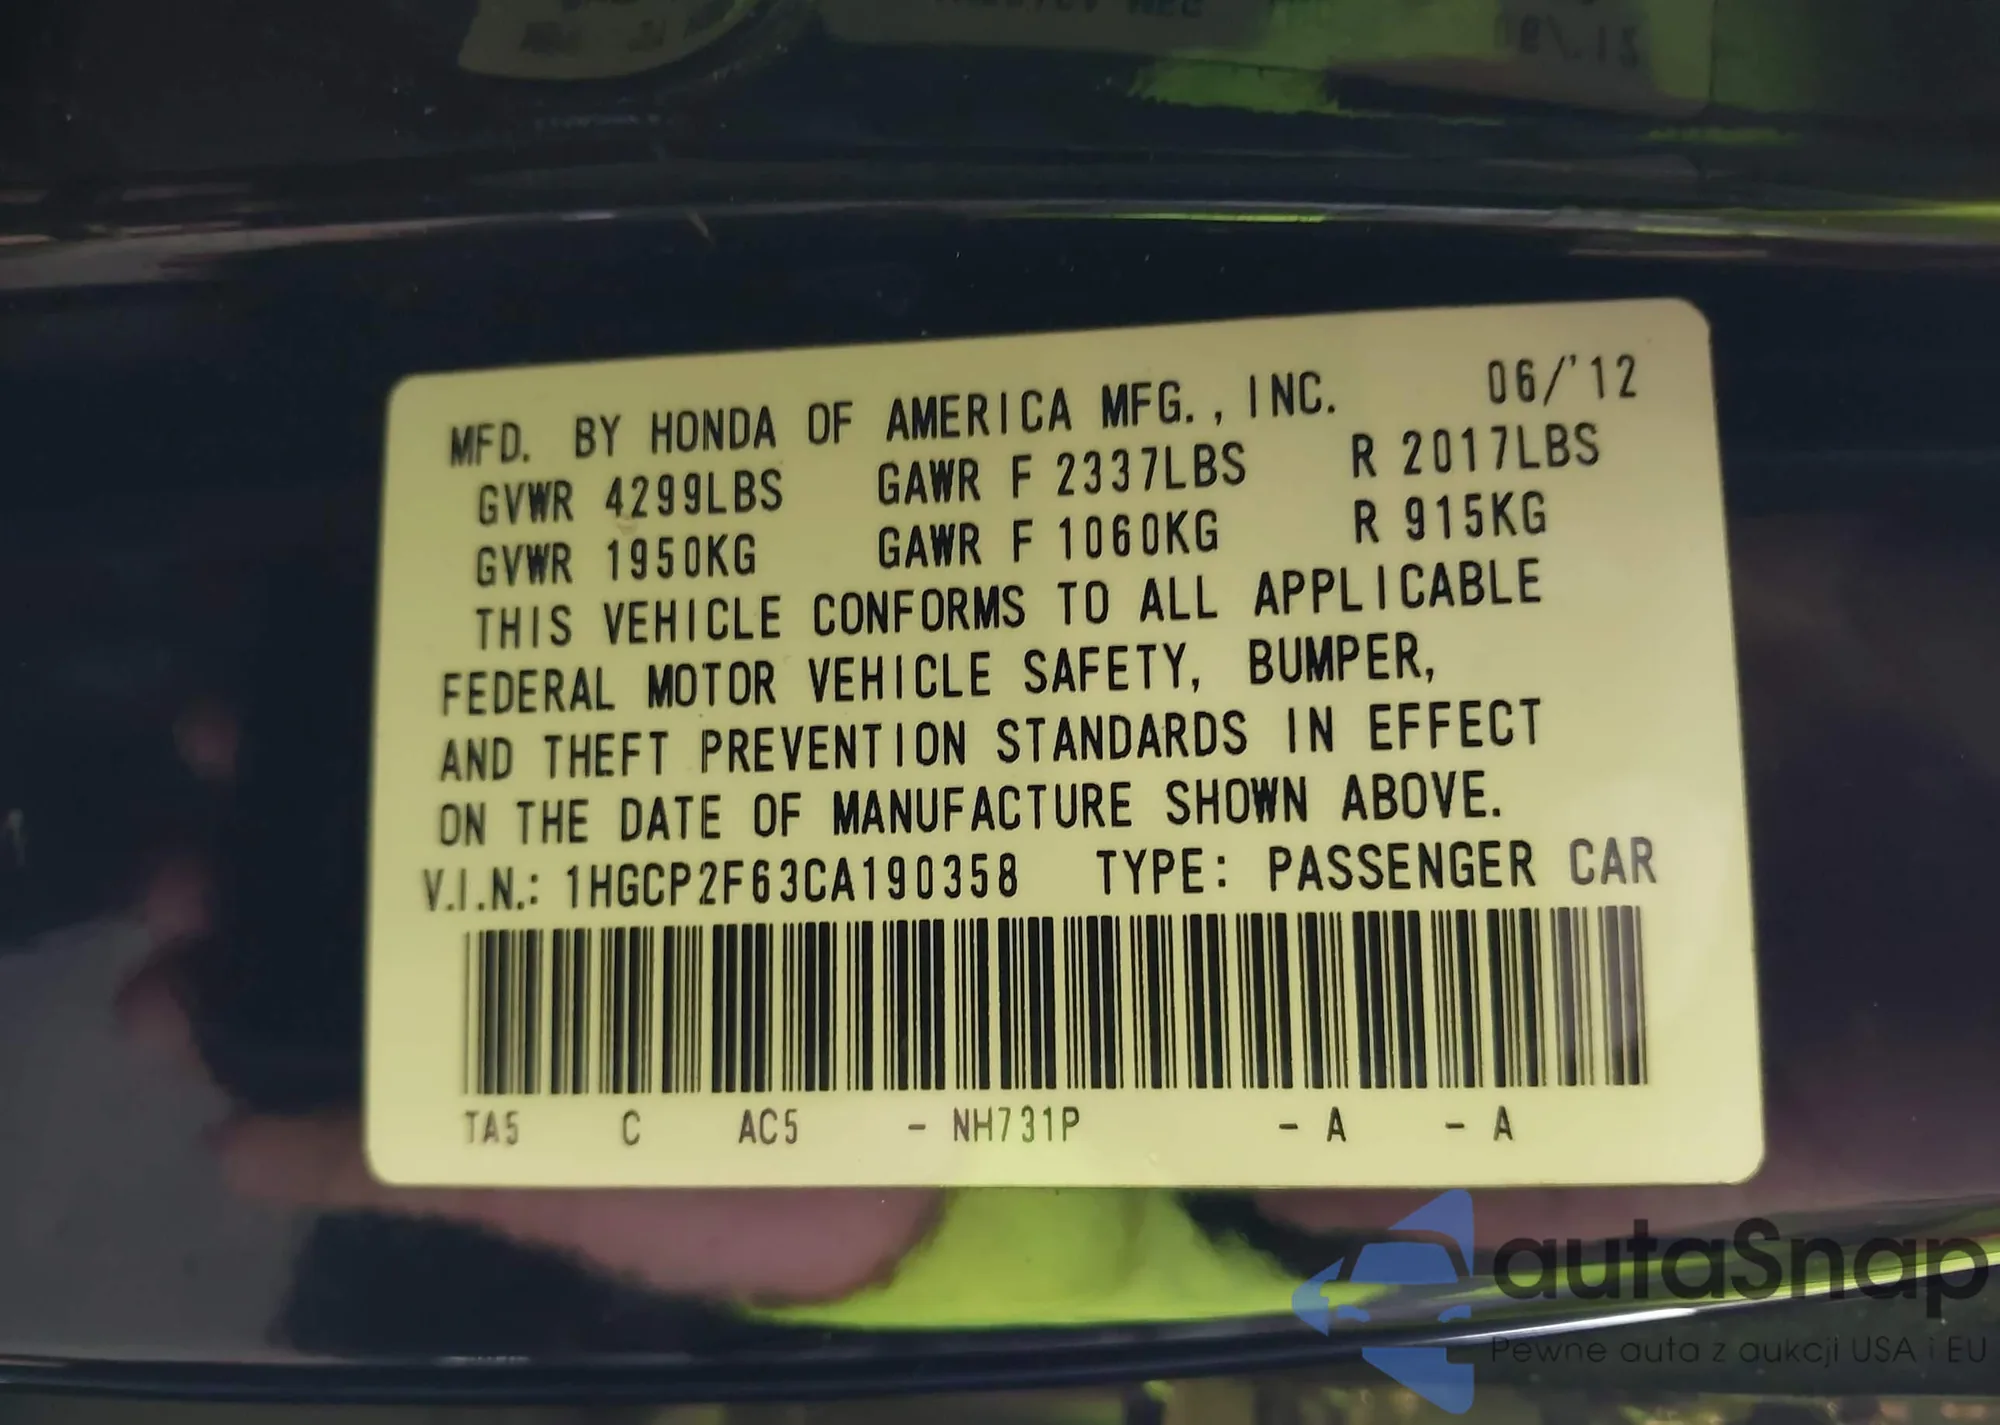 MFD. BY HONDA OF AMERICA MFG., INC. 06/'12
GVWR 4299LBS GAWR F 2337LBS R 2017LBS
GVWR 1950KG GAWR F 1060KG R 915KG
THIS VEHICLE CONFORMS TO ALL APPLICABLE
FEDERAL MOTOR VEHICLE SAFETY, BUMPER,
AND THEFT PREVENTION STANDARDS IN EFFECT
ON THE DATE OF MANUFACTURE SHOWN ABOVE.
V.I.N.: 1HGCP2F63CA190358 TYPE: PASSENGER CAR
TA5 C AC5 - NH731P - A - A
autaSnap
Pewne auta z aukcji USA i EU